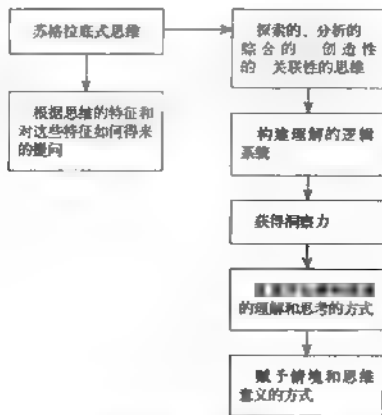 苏格拉底式思维
探索的、分析的
综合的 创造性
的 关联性的思维
根据思维的特征和
对这些特征如何得来
的提问
构建理解的逻辑
系统
获得洞察力
的理解和思考的方式
赋予情境和思维
意义的方式